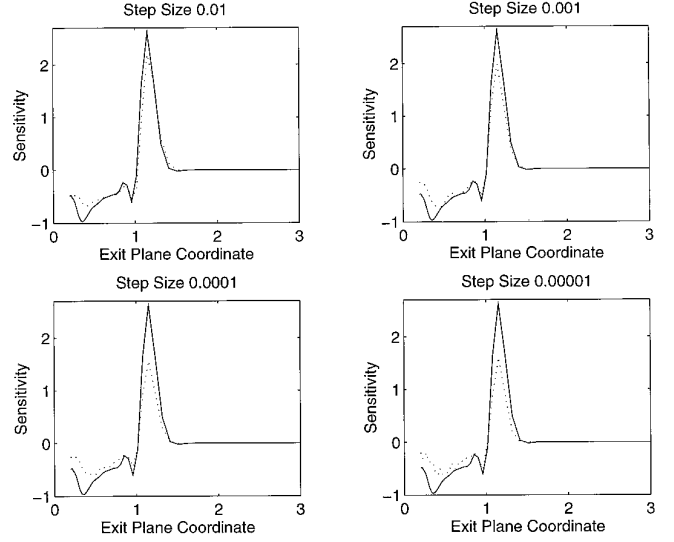 Step Size 0.01
2
1
0
−1
Sensitivity
0 1 2 3
Exit Plane Coordinate
Step Size 0.001
2
1
0
−1
Sensitivity
0 1 2 3
Exit Plane Coordinate
Step Size 0.0001
2
1
0
−1
Sensitivity
0 1 2 3
Exit Plane Coordinate
Step Size 0.00001
2
1
0
−1
Sensitivity
0 1 2 3
Exit Plane Coordinate